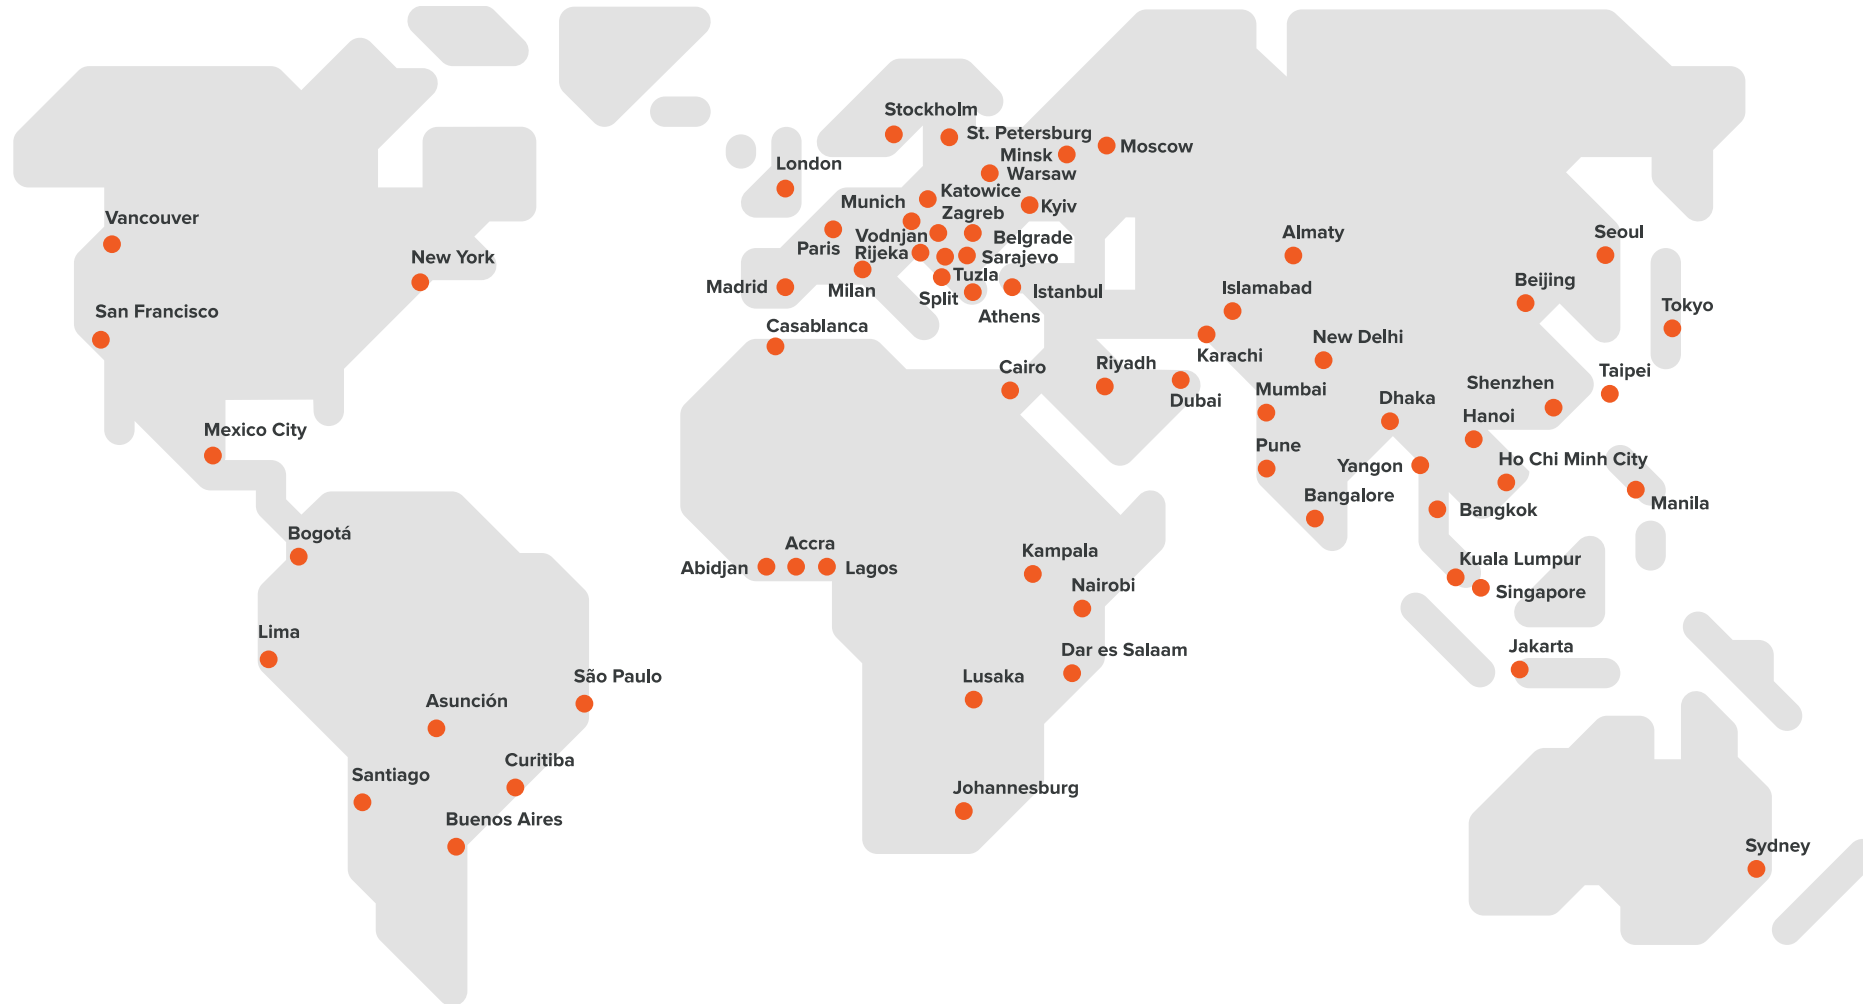 Stockholm
St. Petersburg
Minsk
Moscow
London
Warsaw
Katowice
Munich
Zagreb
Kyiv
Vancouver
Paris
Vodnjan
Belgrade
Almaty
Seoul
New York
Rijeka
Sarajevo
Madrid
Milan
Tuzla
Split
Istanbul
Islamabad
Beijing
San Francisco
Casablanca
Athens
Tokyo
Cairo
Riyadh
Karachi
New Delhi
Dubai
Mumbai
Shenzhen
Taipei
Dhaka
Hanoi
Mexico City
Pune
Yangon
Ho Chi Minh City
Bangalore
Bangkok
Manila
Bogotá
Abidjan
Accra
Lagos
Kampala
Kuala Lumpur
Nairobi
Singapore
Lima
Dar es Salaam
Jakarta
São Paulo
Lusaka
Asunción
Santiago
Curitiba
Johannesburg
Buenos Aires
Sydney